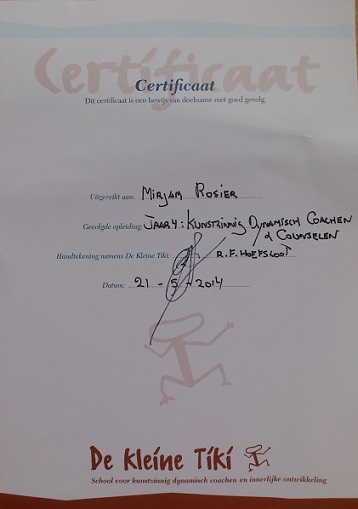 Certificaat
Certificaat
Dit certificaat is een bewijs van deelname met goed gevolg.
Uitgereikt aan: Mirjam Rosier
Gevolgde opleiding: Jaar 4: Kunstzinnig Dynamisch Coachen
& Counselen
Handtekening namens De Kleine Tiki: R.F. Hoefsloot
Datum: 21 - 5 - 2014
De Kleine Tiki
School voor kunstzinnig dynamisch coachen en innerlijke ontwikkeling